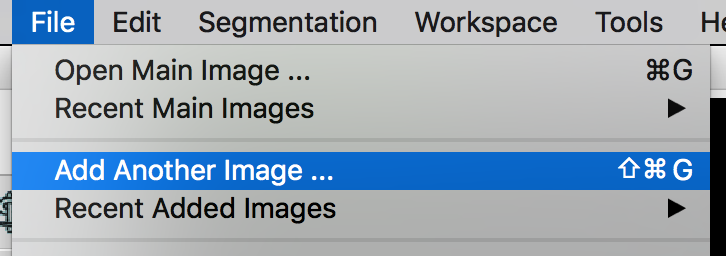 File Edit Segmentation Workspace Tools
Open Main Image ... ⌘G
Recent Main Images ▶
Add Another Image ... ⇧⌘G
Recent Added Images ▶